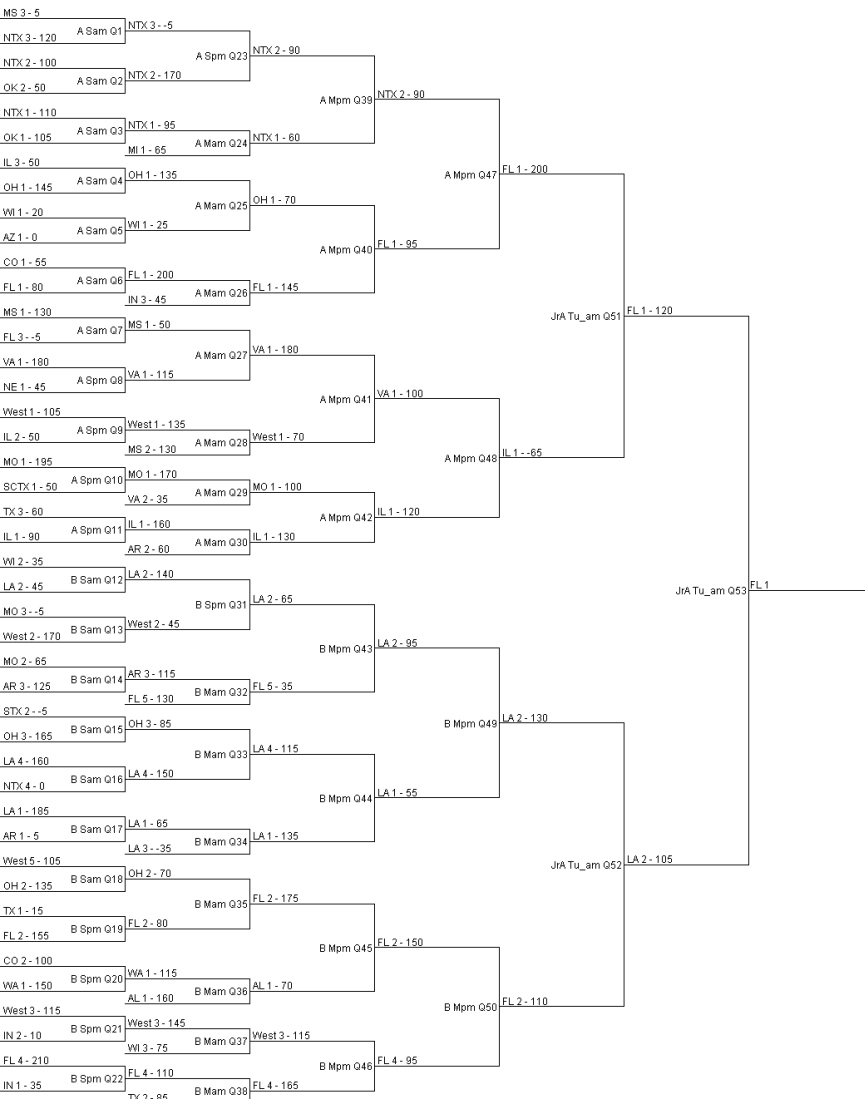 MS 3 - 5
A Sam Q1
NTX 3 - -5
NTX 3 - 120
A Spm Q23
NTX 2 - 90
NTX 2 - 100
A Sam Q2
NTX 2 - 170
OK 2 - 50
A Mpm Q39
NTX 2 - 90
NTX 1 - 110
A Sam Q3
NTX 1 - 95
OK 1 - 105
A Mam Q24
NTX 1 - 60
MI 1 - 65
IL 3 - 50
A Mpm Q47
FL 1 - 200
A Sam Q4
OH 1 - 135
OH 1 - 145
A Mam Q25
OH 1 - 70
WI 1 - 20
A Sam Q5
WI 1 - 25
AZ 1 - 0
A Mpm Q40
FL 1 - 95
CO 1 - 55
A Sam Q6
FL 1 - 200
FL 1 - 80
A Mam Q26
FL 1 - 145
IN 3 - 45
MS 1 - 130
JrA Tu_am Q51
FL 1 - 120
A Sam Q7
MS 1 - 50
FL 3 - -5
A Mam Q27
VA 1 - 180
VA 1 - 180
A Spm Q8
VA 1 - 115
NE 1 - 45
A Mpm Q41
VA 1 - 100
West 1 - 105
A Spm Q9
West 1 - 135
IL 2 - 50
A Mam Q28
West 1 - 70
MS 2 - 130
A Mpm Q48
IL 1 - -65
MO 1 - 195
A Spm Q10
MO 1 - 170
SCTX 1 - 50
A Mam Q29
MO 1 - 100
VA 2 - 35
TX 3 - 60
A Mpm Q42
IL 1 - 120
A Spm Q11
IL 1 - 160
IL 1 - 90
A Mam Q30
IL 1 - 130
AR 2 - 60
WI 2 - 35
B Sam Q12
LA 2 - 140
LA 2 - 45
JrA Tu_am Q53
FL 1
B Spm Q31
LA 2 - 65
MO 3 - -5
B Sam Q13
West 2 - 45
West 2 - 170
B Mpm Q43
LA 2 - 95
MO 2 - 65
B Sam Q14
AR 3 - 115
AR 3 - 125
B Mam Q32
FL 5 - 35
FL 5 - 130
STX 2 - -5
B Mpm Q49
LA 2 - 130
B Sam Q15
OH 3 - 85
OH 3 - 165
B Mam Q33
LA 4 - 115
LA 4 - 160
B Sam Q16
LA 4 - 150
NTX 4 - 0
B Mpm Q44
LA 1 - 55
LA 1 - 185
B Sam Q17
LA 1 - 65
AR 1 - 5
B Mam Q34
LA 1 - 135
LA 3 - -35
West 5 - 105
JrA Tu_am Q52
LA 2 - 105
B Sam Q18
OH 2 - 70
OH 2 - 135
B Mam Q35
FL 2 - 175
TX 1 - 15
B Spm Q19
FL 2 - 80
FL 2 - 155
B Mpm Q45
FL 2 - 150
CO 2 - 100
B Spm Q20
WA 1 - 115
WA 1 - 150
B Mam Q36
AL 1 - 70
AL 1 - 160
B Mpm Q50
FL 2 - 110
West 3 - 115
B Spm Q21
West 3 - 145
IN 2 - 10
B Mam Q37
West 3 - 115
WI 3 - 75
FL 4 - 210
B Mpm Q46
FL 4 - 95
B Spm Q22
FL 4 - 110
IN 1 - 35
B Mam Q38
FL 4 - 165
TX 2 - 85